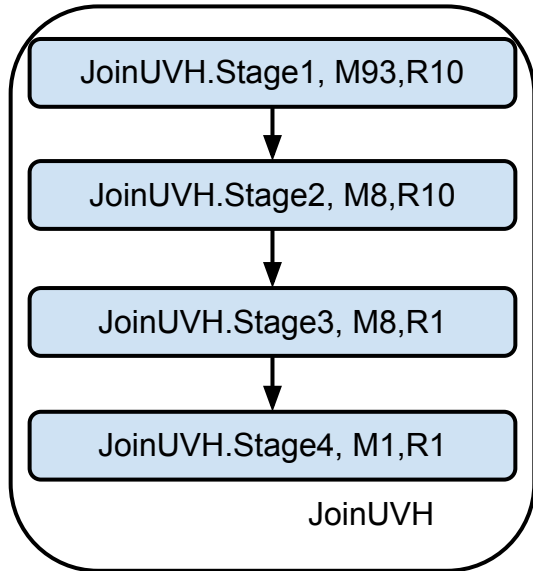 JoinUVH.Stage1, M93,R10
JoinUVH.Stage2, M8,R10
JoinUVH.Stage3, M8,R1
JoinUVH.Stage4, M1,R1
JoinUVH